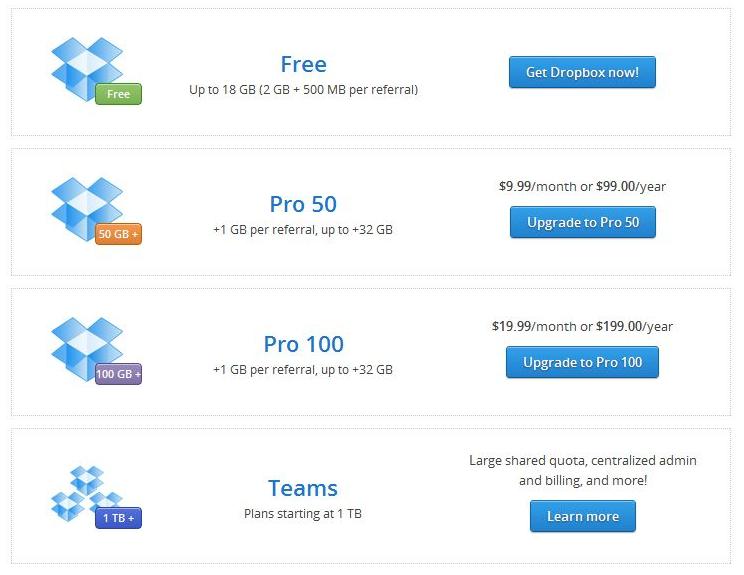 Free
Free
Up to 18 GB (2 GB + 500 MB per referral)
Get Dropbox now!
50 GB +
Pro 50
+1 GB per referral, up to +32 GB
$9.99/month or $99.00/year
Upgrade to Pro 50
100 GB +
Pro 100
+1 GB per referral, up to +32 GB
$19.99/month or $199.00/year
Upgrade to Pro 100
1 TB +
Teams
Plans starting at 1 TB
Large shared quota, centralized admin
and billing, and more!
Learn more